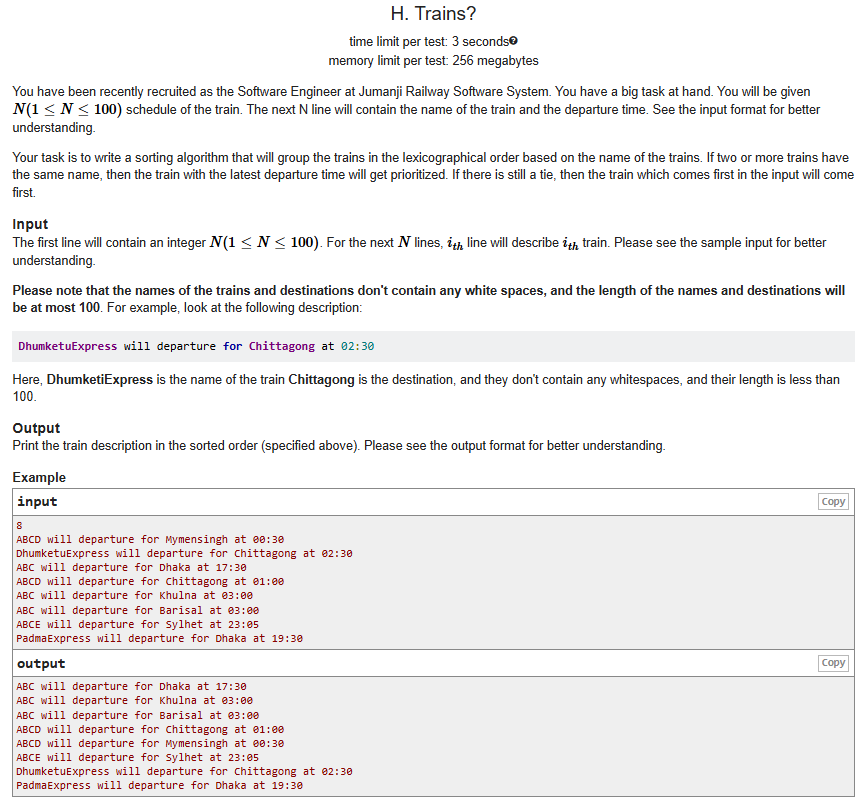 H. Trains?
time limit per test: 3 seconds
memory limit per test: 256 megabytes
You have been recently recruited as the Software Engineer at Jumanji Railway Software System. You have a big task at hand. You will be given
N(1 ≤ N ≤ 100) schedule of the train. The next N line will contain the name of the train and the departure time. See the input format for better
understanding.
Your task is to write a sorting algorithm that will group the trains in the lexicographical order based on the name of the trains. If two or more trains have
the same name, then the train with the latest departure time will get prioritized. If there is still a tie, then the train which comes first in the input will come
first.
Input
The first line will contain an integer N(1 ≤ N ≤ 100). For the next N lines, i_th line will describe i_th train. Please see the sample input for better
understanding.
Please note that the names of the trains and destinations don't contain any white spaces, and the length of the names and destinations will
be at most 100. For example, look at the following description:
DhumketuExpress will departure for Chittagong at 02:30
Here, DhumketiExpress is the name of the train Chittagong is the destination, and they don't contain any whitespaces, and their length is less than
100.
Output
Print the train description in the sorted order (specified above). Please see the output format for better understanding.
Example
input Copy
8
ABCD will departure for Mymensingh at 00:30
DhumketuExpress will departure for Chittagong at 02:30
ABC will departure for Dhaka at 17:30
ABCD will departure for Chittagong at 01:00
ABC will departure for Khulna at 03:00
ABC will departure for Barisal at 03:00
ABCE will departure for Sylhet at 23:05
PadmaExpress will departure for Dhaka at 19:30
output Copy
ABC will departure for Dhaka at 17:30
ABC will departure for Khulna at 03:00
ABC will departure for Barisal at 03:00
ABCD will departure for Chittagong at 01:00
ABCD will departure for Mymensingh at 00:30
ABCE will departure for Sylhet at 23:05
DhumketuExpress will departure for Chittagong at 02:30
PadmaExpress will departure for Dhaka at 19:30